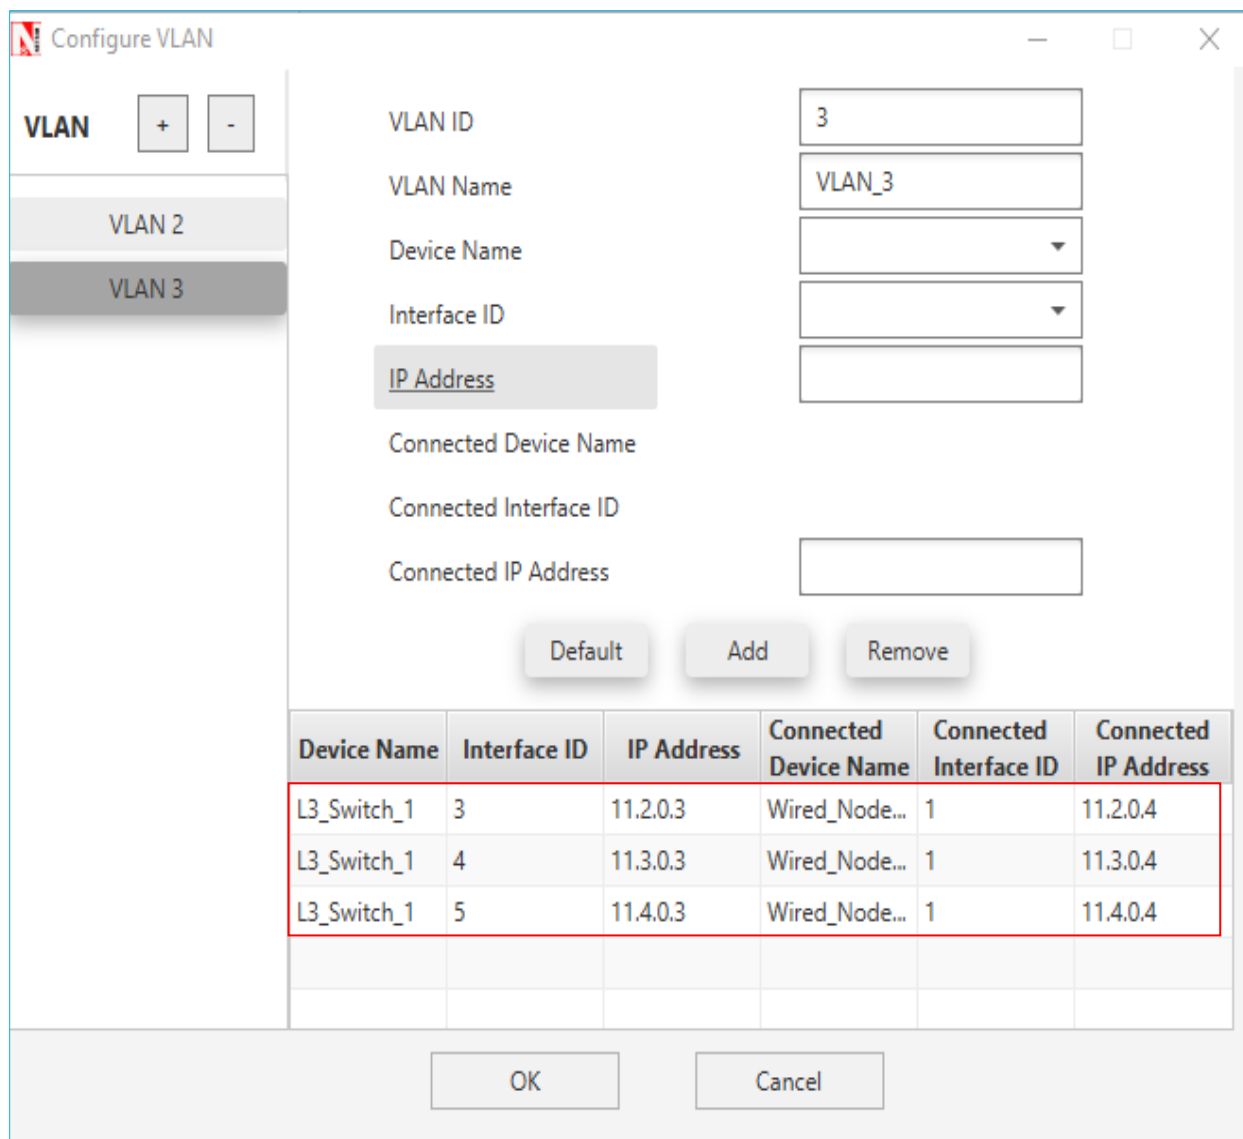 Configure VLAN
VLAN + -
VLAN 2
VLAN 3
VLAN ID 3
VLAN Name VLAN_3
Device Name
Interface ID
IP Address
Connected Device Name
Connected Interface ID
Connected IP Address
Default Add Remove
Device Name Interface ID IP Address Connected Device Name Connected Interface ID Connected IP Address
L3_Switch_1 3 11.2.0.3 Wired_Node... 1 11.2.0.4
L3_Switch_1 4 11.3.0.3 Wired_Node... 1 11.3.0.4
L3_Switch_1 5 11.4.0.3 Wired_Node... 1 11.4.0.4
OK Cancel